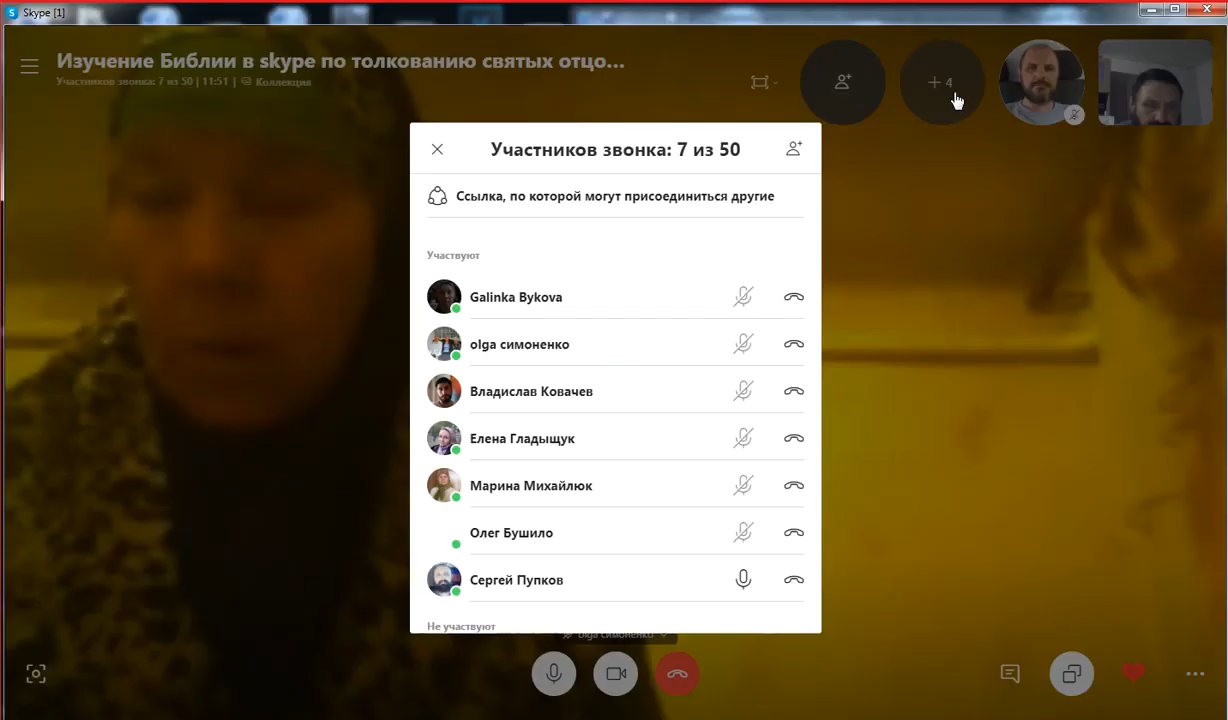 Skype [1]
Изучение Библии в skype по толкованию святых отцо...
Участников звонка: 7 из 50 | 11:51 | Коллекция
+ 4
Участников звонка: 7 из 50
Ссылка, по которой могут присоединиться другие
Участвуют
Galinka Bykova
olga симоненко
Владислав Ковачев
Елена Гладыщук
Марина Михайлюк
Олег Бушило
Сергей Пупков
Не участвуют
olga симоненко